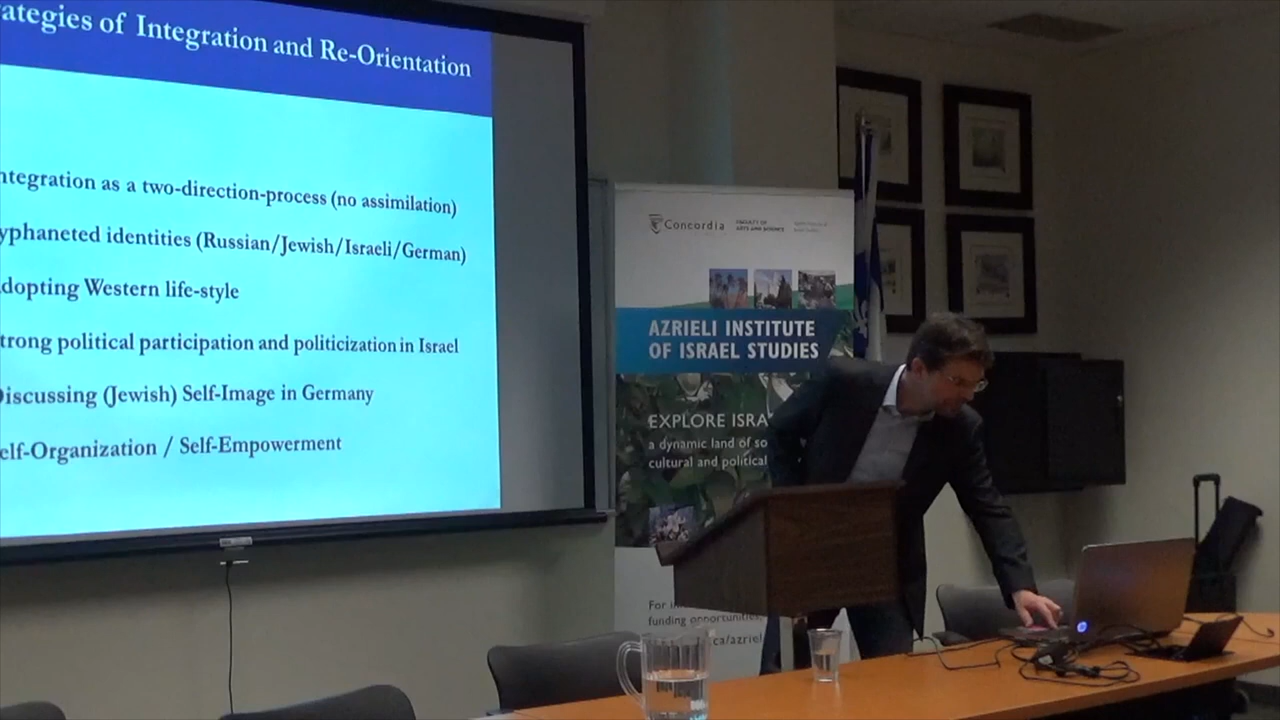 ategies of Integration and Re-Orientation
ntegration as a two-direction-process (no assimilation)
yphaneted identities (Russian/Jewish/Israeli/German)
dopting Western life-style
trong political participation and politicization in Israel
iscussing (Jewish) Self-Image in Germany
elf-Organization / Self-Empowerment
Concordia
FACULTY OF
ARTS AND SCIENCE
AZRIELI INSTITUTE
OF ISRAEL STUDIES
EXPLORE ISRA
a dynamic land of so
cultural and political
For in
funding opportunities,
ca/azriel